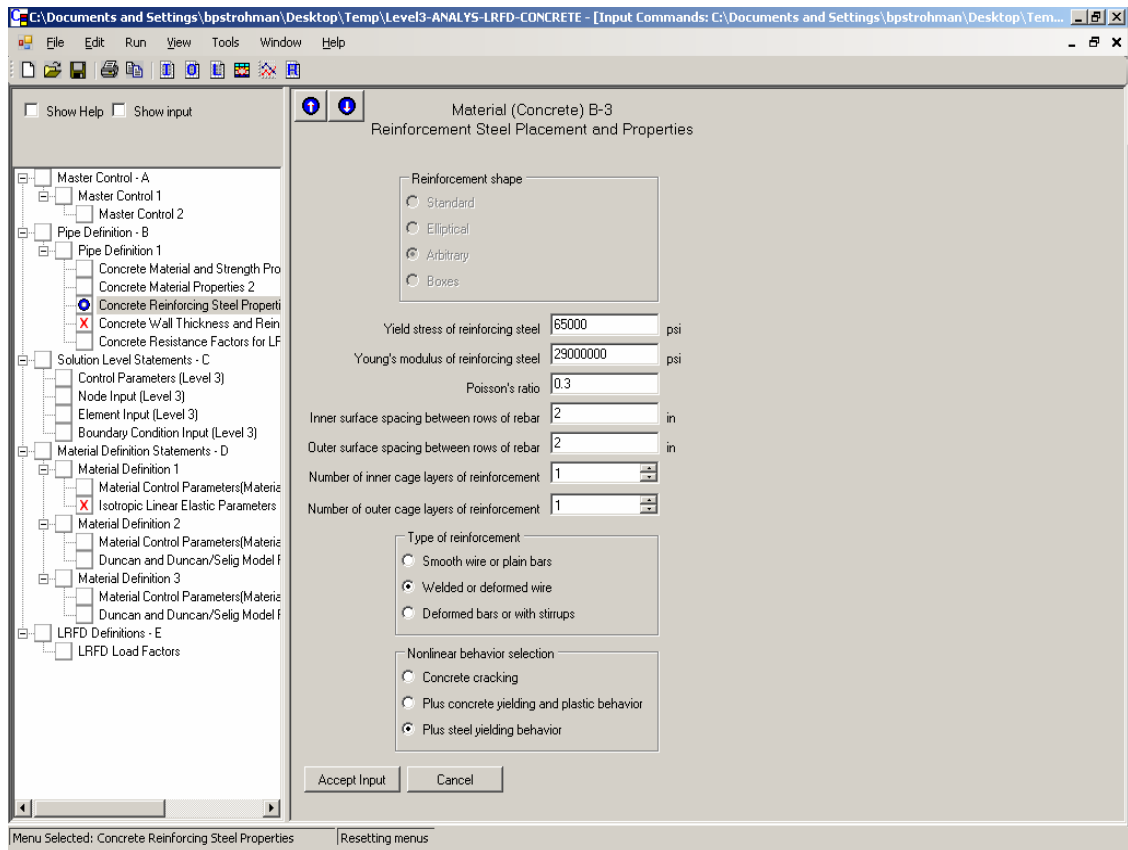 C:\Documents and Settings\bpstrohman\Desktop\Temp\Level3-ANALYS-LRFD-CONCRETE - [Input Commands: C:\Documents and Settings\bpstrohman\Desktop\Tem...
File Edit Run View Tools Window Help
Show Help Show input
Master Control - A
Master Control 1
Master Control 2
Pipe Definition - B
Pipe Definition 1
Concrete Material and Strength Pro
Concrete Material Properties 2
Concrete Reinforcing Steel Properti
Concrete Wall Thickness and Rein
Concrete Resistance Factors for LF
Solution Level Statements - C
Control Parameters (Level 3)
Node Input (Level 3)
Element Input (Level 3)
Boundary Condition Input (Level 3)
Material Definition Statements - D
Material Definition 1
Material Control Parameters(Materia
Isotropic Linear Elastic Parameters
Material Definition 2
Material Control Parameters(Materia
Duncan and Duncan/Selig Model F
Material Definition 3
Material Control Parameters(Materia
Duncan and Duncan/Selig Model F
LRFD Definitions - E
LRFD Load Factors
Material (Concrete) B-3
Reinforcement Steel Placement and Properties
Reinforcement shape
Standard
Elliptical
Arbitrary
Boxes
Yield stress of reinforcing steel 65000 psi
Young's modulus of reinforcing steel 29000000 psi
Poisson's ratio 0.3
Inner surface spacing between rows of rebar 2 in
Outer surface spacing between rows of rebar 2 in
Number of inner cage layers of reinforcement 1
Number of outer cage layers of reinforcement 1
Type of reinforcement
Smooth wire or plain bars
Welded or deformed wire
Deformed bars or with stirrups
Nonlinear behavior selection
Concrete cracking
Plus concrete yielding and plastic behavior
Plus steel yielding behavior
Accept Input Cancel
Menu Selected: Concrete Reinforcing Steel Properties Resetting menus